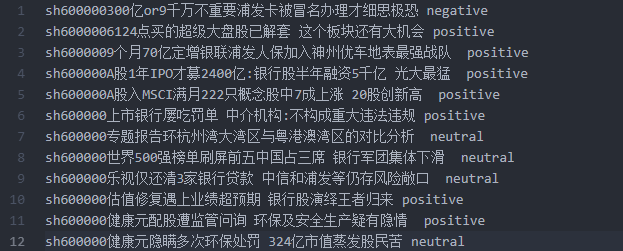 1 sh600000300亿or9千万不重要浦发卡被冒名办理才细思极恐 negative
2 sh6000006124点买的超级大盘股已解套 这个板块还有大机会 positive
3 sh6000009个月70亿定增银联浦发人保加入神州优车地表最强战队 positive
4 sh600000A股1年IPO才募2400亿:银行股半年融资5千亿 光大最猛 positive
5 sh600000A股入MSCI满月222只概念股中7成上涨 20股创新高 positive
6 sh600000上市银行屡吃罚单 中介机构:不构成重大违法违规 positive
7 sh600000专题报告环杭州湾大湾区与粤港澳湾区的对比分析 neutral
8 sh600000世界500强榜单刷屏前五中国占三席 银行军团集体下滑 neutral
9 sh600000乐视仅还清3家银行贷款 中信和浦发等仍存风险敞口 neutral
10 sh600000估值修复遇上业绩超预期 银行股演绎王者归来 positive
11 sh600000健康元配股遭监管问询 环保及安全生产疑有隐情 positive
12 sh600000健康元隐瞒多次环保处罚 324亿市值蒸发股民苦 neutral